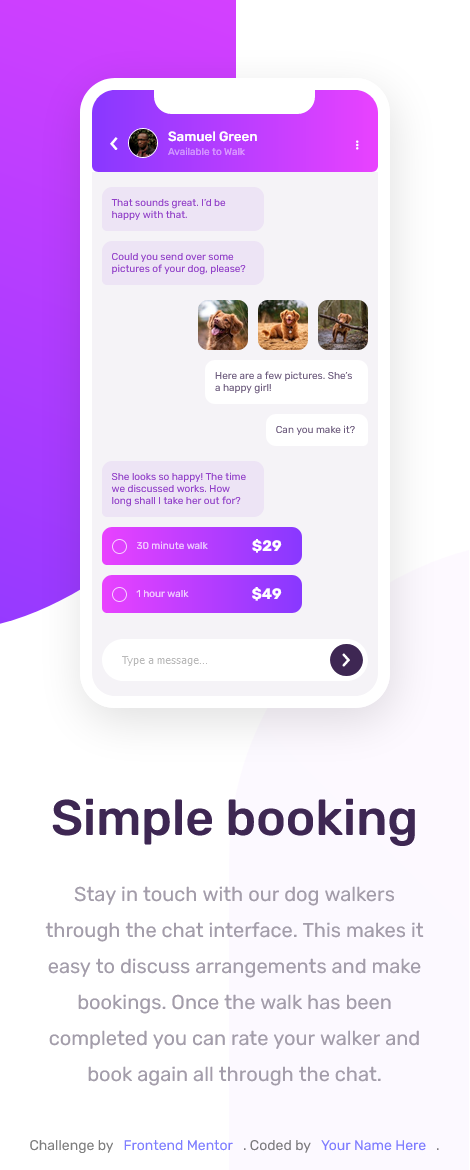 Samuel Green
Available to Walk
That sounds great. I'd be
happy with that.
Could you send over some
pictures of your dog, please?
Here are a few pictures. She's
a happy girl!
Can you make it?
She looks so happy! The time
we discussed works. How
long shall I take her out for?
30 minute walk $29
1 hour walk $49
Type a message...
Simple booking
Stay in touch with our dog walkers
through the chat interface. This makes it
easy to discuss arrangements and make
bookings. Once the walk has been
completed you can rate your walker and
book again all through the chat.
Challenge by Frontend Mentor . Coded by Your Name Here .